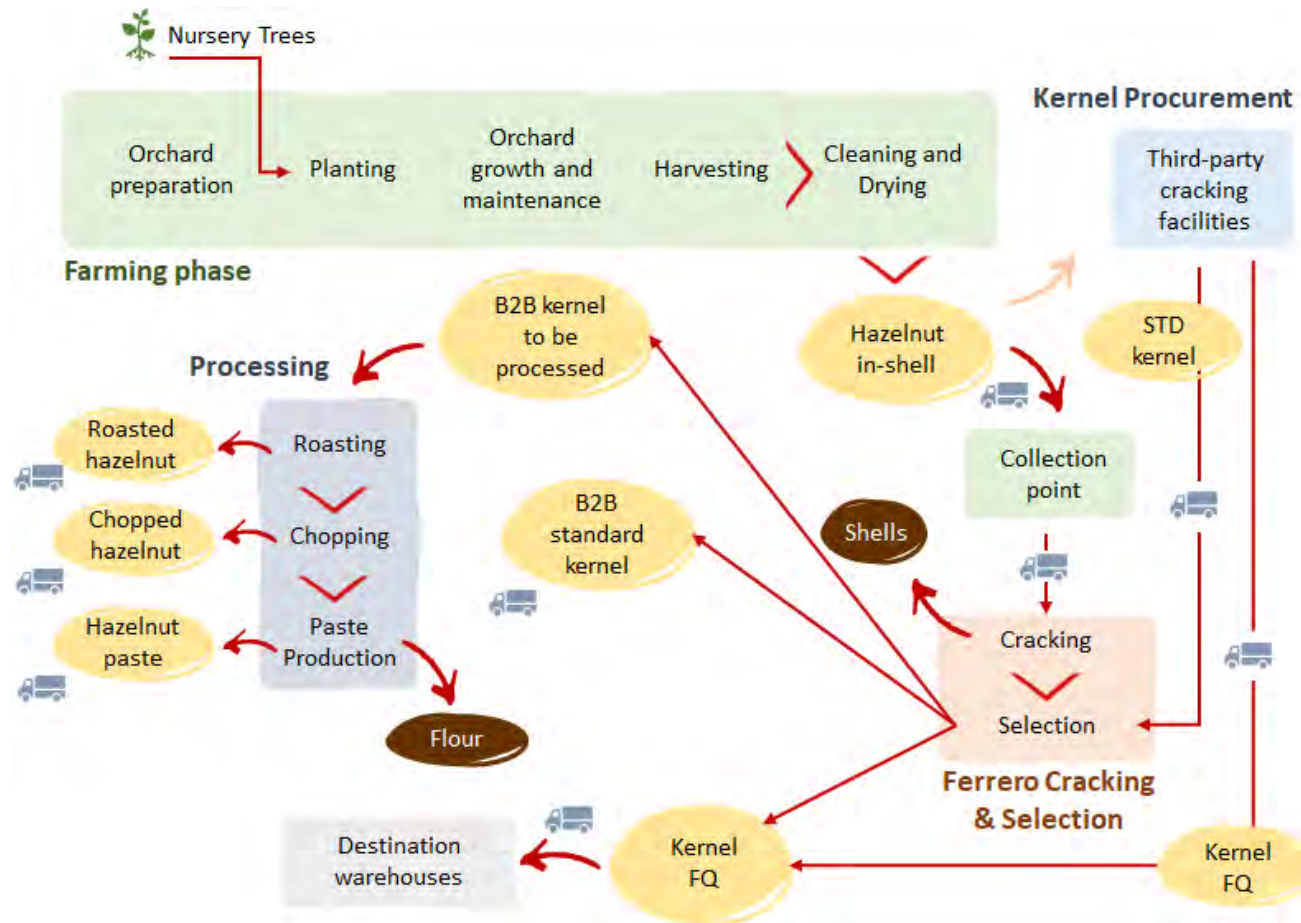 Nursery Trees
Kernel Procurement
Orchard
preparation
Planting
Orchard
growth and
maintenance
Harvesting
Cleaning and
Drying
Third-party
cracking
facilities
Farming phase
B2B kernel
to be
processed
Hazelnut
in-shell
STD
kernel
Processing
Roasted
hazelnut
Roasting
Collection
point
Chopped
hazelnut
Chopping
B2B
standard
kernel
Shells
Hazelnut
paste
Paste
Production
Cracking
Flour
Selection
Ferrero Cracking
& Selection
Destination
warehouses
Kernel
FQ
Kernel
FQ